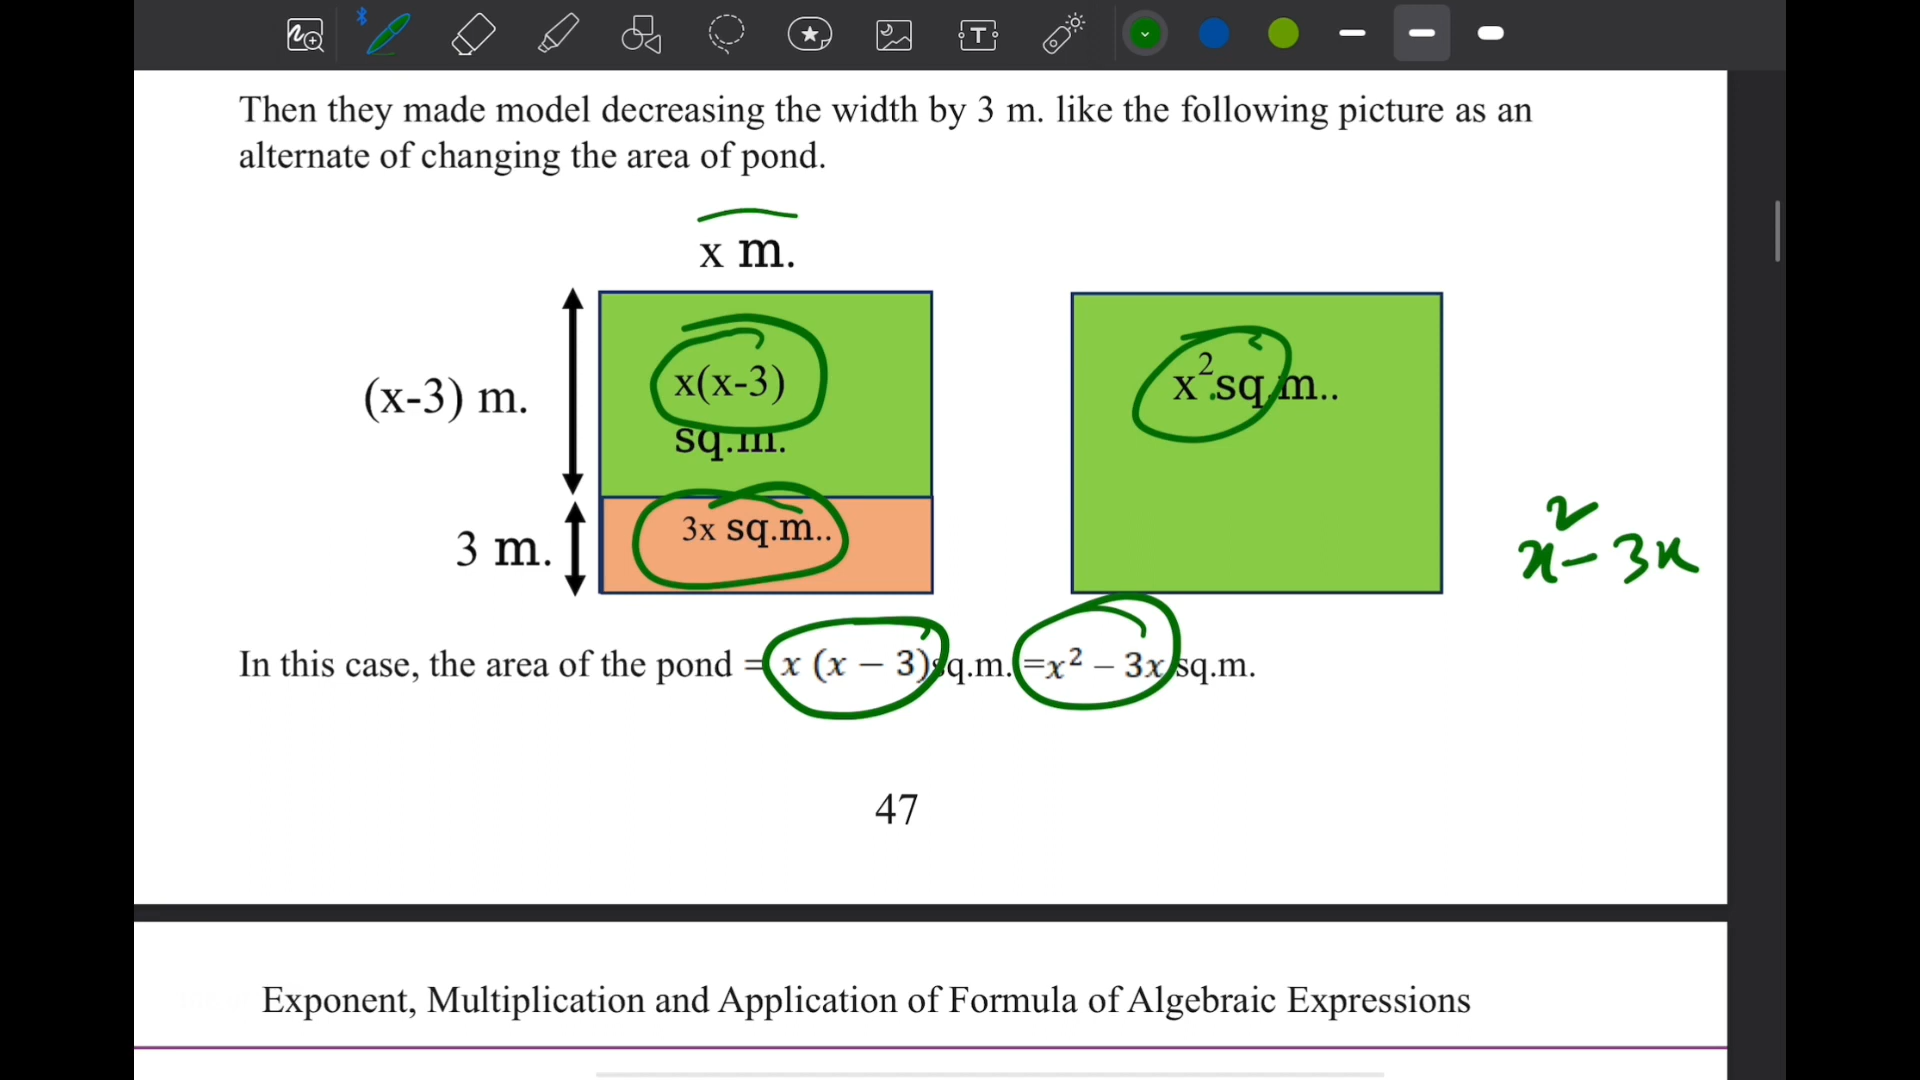 Then they made model decreasing the width by 3 m. like the following picture as an
alternate of changing the area of pond.
x m.
(x-3) m.
x(x-3)
sq.m.
x²sq.m..
3 m.
3x sq.m..
x² - 3x
In this case, the area of the pond = x (x − 3)sq.m.=x² − 3x sq.m.
47
Exponent, Multiplication and Application of Formula of Algebraic Expressions